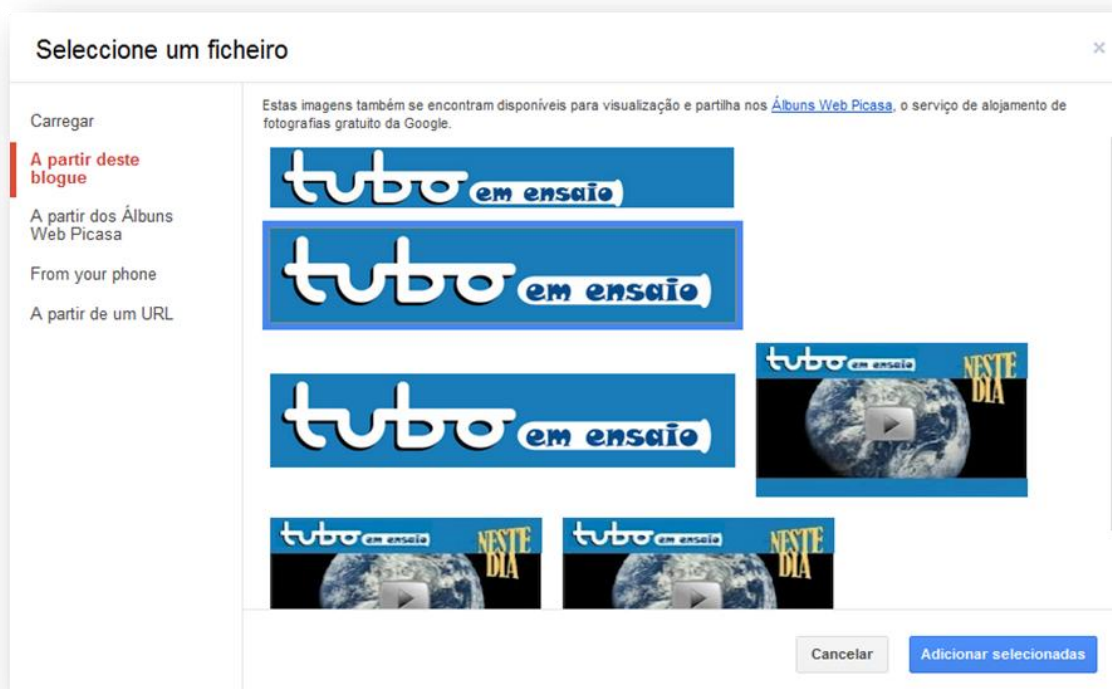 Seleccione um ficheiro
×
Carregar
A partir deste
blogue
A partir dos Álbuns
Web Picasa
From your phone
A partir de um URL
Estas imagens também se encontram disponíveis para visualização e partilha nos Álbuns Web Picasa, o serviço de alojamento de
fotografias gratuito da Google.
tubo em ensaio
tubo em ensaio
tubo em ensaio
tubo em ensaio NESTE
DIA
tubo em ensaio NESTE
DIA
tubo em ensaio NESTE
DIA
Cancelar
Adicionar selecionadas